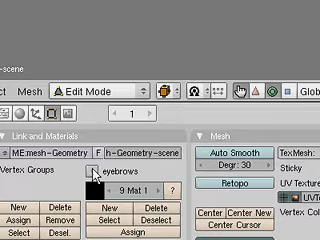 -scene
ct Mesh Edit Mode Glob
1
Link and Materials Mesh
ME:mesh-Geometry F h-Geometry-scene Auto Smooth TexMesh:
Vertex Groups eyebrows Degr: 30 Sticky
Retopo UV Texture
9 Mat 1 ? UVTe
New Delete New Delete Center Center New Vertex Col
Assign Remove Select Deselect Center Cursor
Select Desel. Assign